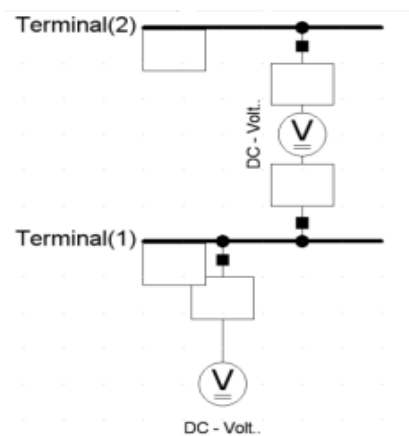 Terminal(2)
DC - Volt..
V
Terminal(1)
V
DC - Volt..